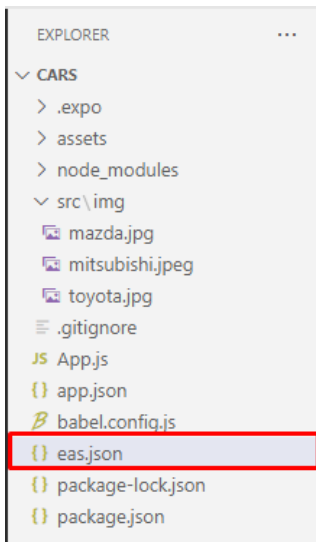 EXPLORER ...
CARS
.expo
assets
node_modules
src\img
mazda.jpg
mitsubishi.jpeg
toyota.jpg
.gitignore
JS App.js
{} app.json
B babel.config.js
{} eas.json
{} package-lock.json
{} package.json